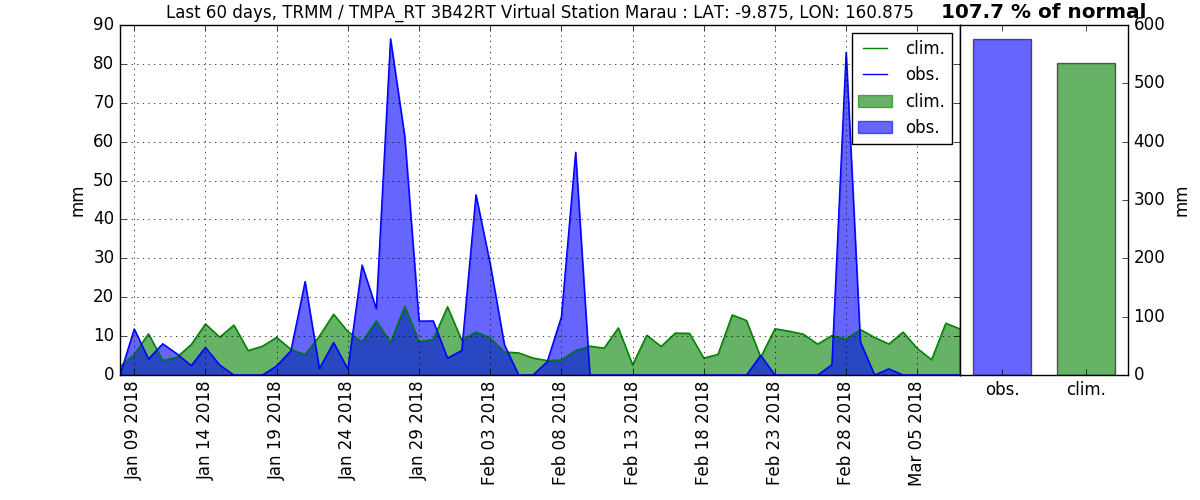 Last 60 days, TRMM / TMPA_RT 3B42RT Virtual Station Marau : LAT: -9.875, LON: 160.875
107.7 % of normal
90
80
70
60
50
40
30
20
10
0
mm
clim.
obs.
clim.
obs.
Jan 09 2018
Jan 14 2018
Jan 19 2018
Jan 24 2018
Jan 29 2018
Feb 03 2018
Feb 08 2018
Feb 13 2018
Feb 18 2018
Feb 23 2018
Feb 28 2018
Mar 05 2018
600
500
400
300
200
100
0
mm
obs.
clim.